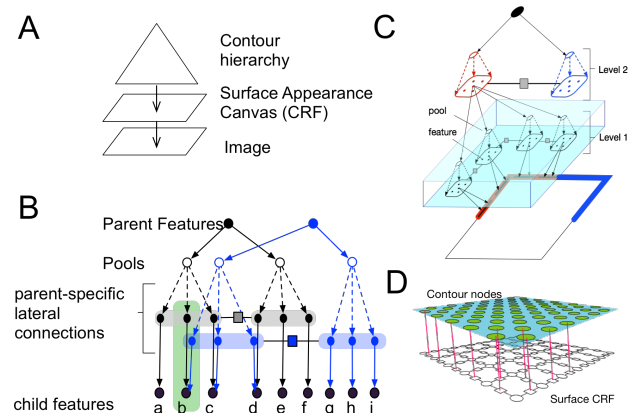 A
Contour
hierarchy
Surface Appearance
Canvas (CRF)
Image
B
Parent Features
Pools
parent-specific
lateral
connections
child features
a b c d e f g h i
C
Level 2
pool
feature
Level 1
D
Contour nodes
Surface CRF